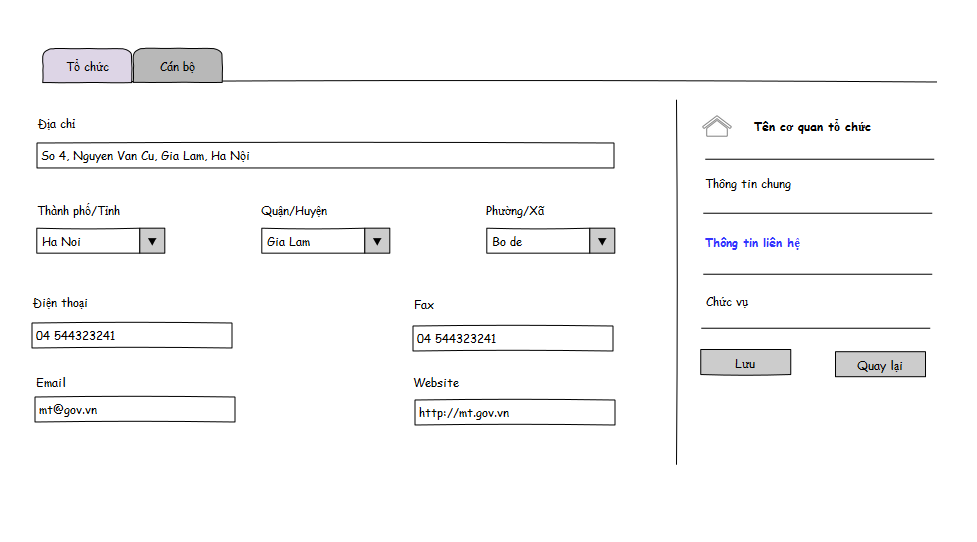 Tổ chức
Cán bộ
Địa chỉ
So 4, Nguyen Van Cu, Gia Lam, Ha Nội
Thành phố/Tỉnh
Quận/Huyện
Phường/Xã
Ha Noi
Gia Lam
Bo de
Điện thoại
Fax
04 544323241
04 544323241
Email
Website
mt@gov.vn
http://mt.gov.vn
Tên cơ quan tổ chức
Thông tin chung
Thông tin liên hệ
Chức vụ
Lưu
Quay lại